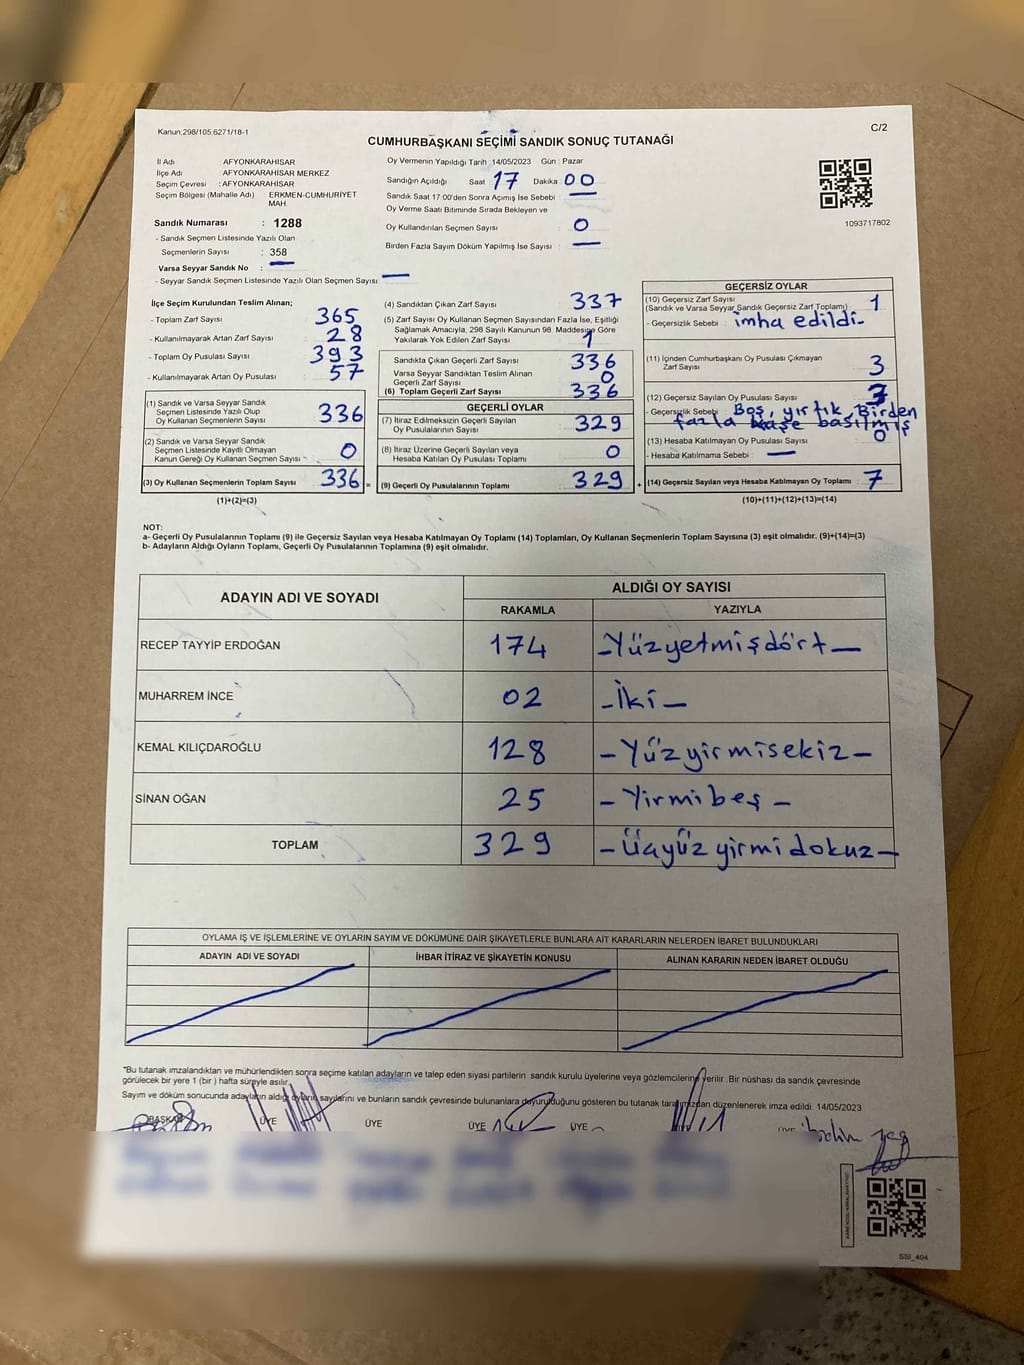 Kanun,298/105,6271/18-1
C/2
CUMHURBAŞKANI SEÇİMİ SANDIK SONUÇ TUTANAĞI
İl Adı : AFYONKARAHİSAR
İlçe Adı : AFYONKARAHİSAR MERKEZ
Seçim Çevresi : AFYONKARAHİSAR
Seçim Bölgesi (Mahalle Adı) ERKMEN-CUMHURİYET
MAH.
Sandık Numarası : 1288
- Sandık Seçmen Listesinde Yazılı Olan
Seçmenlerin Sayısı : 358
Varsa Seyyar Sandık No : —
- Seyyar Sandık Seçmen Listesinde Yazılı Olan Seçmen Sayısı : —
Oy Vermenin Yapıldığı Tarih : 14/05/2023 Gün : Pazar
Sandığın Açıldığı Saat 17 Dakika 00
Sandık Saat 17.00'den Sonra Açımış İse Sebebi : —
Oy Verme Saati Bitiminde Sırada Bekleyen ve
Oy Kullandırılan Seçmen Sayısı : 0
Birden Fazla Sayım Döküm Yapılmış İse Sayısı : —
1093717802
İlçe Seçim Kurulundan Teslim Alınan;
- Toplam Zarf Sayısı : 365
- Kullanılmayarak Artan Zarf Sayısı : 28
- Toplam Oy Pusulası Sayısı : 393
- Kullanılmayarak Artan Oy Pusulası : 57
(1) Sandık ve Varsa Seyyar Sandık
Seçmen Listesinde Yazılı Olup
Oy Kullanan Seçmenlerin Sayısı : 336
(2) Sandık ve Varsa Seyyar Sandık
Seçmen Listesinde Kayıtlı Olmayan
Kanun Gereği Oy Kullanan Seçmen Sayısı : 0
(3) Oy Kullanan Seçmenlerin Toplam Sayısı : 336 =
(1)+(2)=(3)
(4) Sandıktan Çıkan Zarf Sayısı : 337
(5) Zarf Sayısı Oy Kullanan Seçmen Sayısından Fazla İse, Eşitliği
Sağlamak Amacıyla, 298 Sayılı Kanunun 98. Maddesine Göre
Yakılarak Yok Edilen Zarf Sayısı : 1
Sandıkta Çıkan Geçerli Zarf Sayısı : 336
Varsa Seyyar Sandıktan Teslim Alınan
Geçerli Zarf Sayısı : 0
(6) Toplam Geçerli Zarf Sayısı : 336
GEÇERLİ OYLAR
(7) İtiraz Edilmeksizin Geçerli Sayılan
Oy Pusulalarının Sayısı : 329
(8) İtiraz Üzerine Geçerli Sayılan veya
Hesaba Katılan Oy Pusulası Toplamı : 0
(9) Geçerli Oy Pusulalarının Toplamı : 329 +
GEÇERSİZ OYLAR
(10) Geçersiz Zarf Sayısı
(Sandık ve Varsa Seyyar Sandık Geçersiz Zarf Toplamı) : 1
- Geçersizlik Sebebi : imha edildi-
(11) İçinden Cumhurbaşkanı Oy Pusulası Çıkmayan
Zarf Sayısı : 3
(12) Geçersiz Sayılan Oy Pusulası Sayısı : 3
- Geçersizlik Sebebi : Boş, yırtık, Birden
fazla kaşe basılmış
(13) Hesaba Katılmayan Oy Pusulası Sayısı : 0
- Hesaba Katılmama Sebebi : —
(14) Geçersiz Sayılan veya Hesaba Katılmayan Oy Toplamı : 7
(10)+(11)+(12)+(13)=(14)
NOT:
a- Geçerli Oy Pusulalarının Toplamı (9) ile Geçersiz Sayılan veya Hesaba Katılmayan Oy Toplamı (14) Toplamları, Oy Kullanan Seçmenlerin Toplam Sayısına (3) eşit olmalıdır. (9)+(14)=(3)
b- Adayların Aldığı Oyların Toplamı, Geçerli Oy Pusulalarının Toplamına (9) eşit olmalıdır.
ADAYIN ADI VE SOYADI ALDIĞI OY SAYISI
RAKAMLA YAZIYLA
RECEP TAYYİP ERDOĞAN 174 -Yüzyetmişdört-
MUHARREM İNCE 02 -İki-
KEMAL KILIÇDAROĞLU 128 -Yüzyirmisekiz-
SİNAN OĞAN 25 -Yirmibeş-
TOPLAM 329 -Üçyüzyirmidokuz-
OYLAMA İŞ VE İŞLEMLERİNE VE OYLARIN SAYIM VE DÖKÜMÜNE DAİR ŞİKAYETLERLE BUNLARA AİT KARARLARIN NELERDEN İBARET BULUNDUKLARI
ADAYIN ADI VE SOYADI İHBAR İTİRAZ VE ŞİKAYETİN KONUSU ALINAN KARARIN NEDEN İBARET OLDUĞU
*Bu tutanak imzalandıktan ve mühürlendikten sonra seçime katılan adayların ve talep eden siyasi partilerin sandık kurulu üyelerine veya gözlemcilerine verilir. Bir nüshası da sandık çevresinde
görülecek bir yere 1 (bir) hafta süreyle asılır.
Sayım ve döküm sonucunda adayların aldığı oyların sayılarını ve bunların sandık çevresinde bulunanlara duyurulduğunu gösteren bu tutanak tarafımızdan düzenlenerek imza edildi. 14/05/2023
BAŞKAN ÜYE ÜYE ÜYE ÜYE
SSİ_404